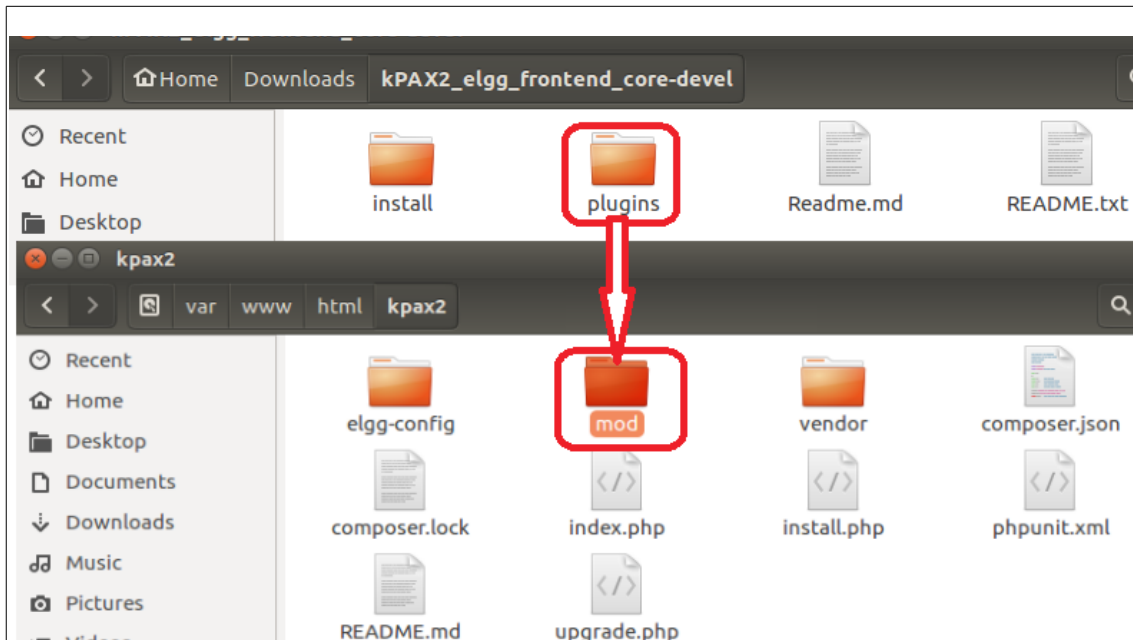 Home Downloads kPAX2_elgg_frontend_core-devel
Recent
Home
Desktop
install plugins Readme.md README.txt
kpax2
var www html kpax2
Recent
Home
Desktop
Documents
Downloads
Music
Pictures
elgg-config mod vendor composer.json
composer.lock index.php install.php phpunit.xml
README.md upgrade.php